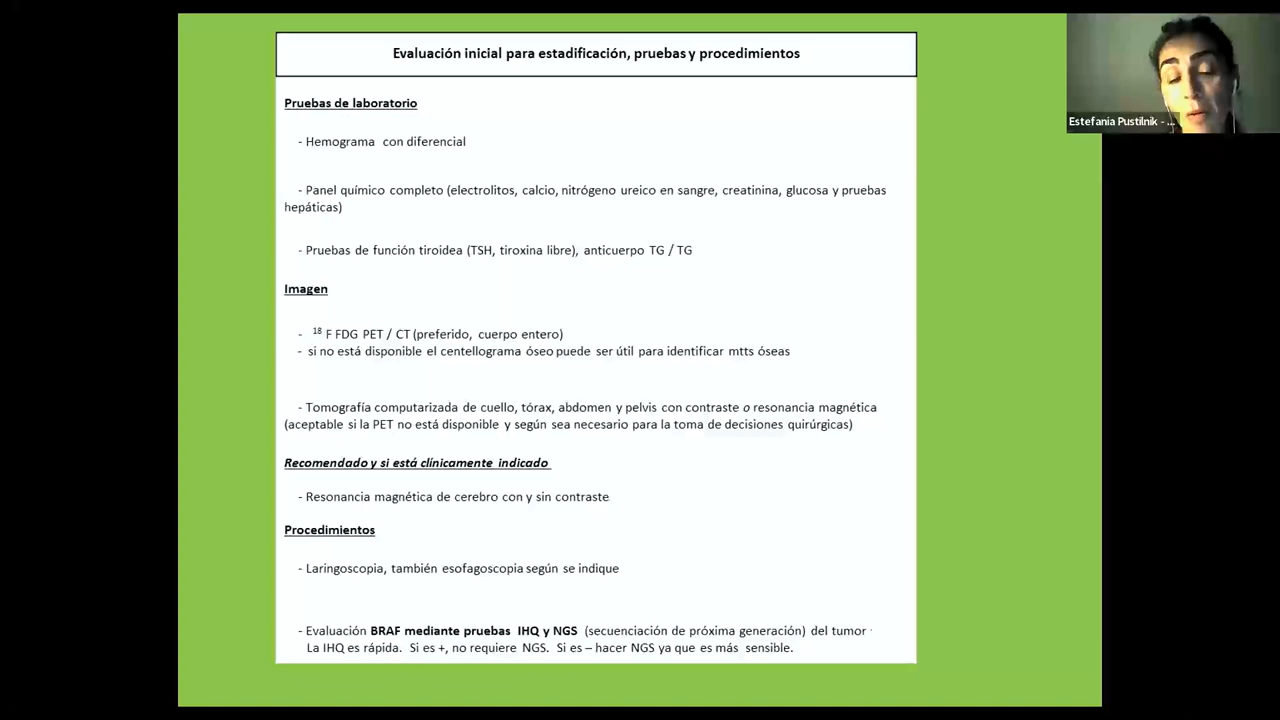 Evaluación inicial para estadificación, pruebas y procedimientos
Estefania Pustilnik - ...
Pruebas de laboratorio
- Hemograma con diferencial
- Panel químico completo (electrolitos, calcio, nitrógeno ureico en sangre, creatinina, glucosa y pruebas
hepáticas)
- Pruebas de función tiroidea (TSH, tiroxina libre), anticuerpo TG / TG
Imagen
- 18 F FDG PET / CT (preferido, cuerpo entero)
- si no está disponible el centellograma óseo puede ser útil para identificar mtts óseas
- Tomografía computarizada de cuello, tórax, abdomen y pelvis con contraste o resonancia magnética
(aceptable si la PET no está disponible y según sea necesario para la toma de decisiones quirúrgicas)
Recomendado y si está clínicamente indicado
- Resonancia magnética de cerebro con y sin contraste
Procedimientos
- Laringoscopia, también esofagoscopia según se indique
- Evaluación BRAF mediante pruebas IHQ y NGS (secuenciación de próxima generación) del tumor
La IHQ es rápida. Si es +, no requiere NGS. Si es – hacer NGS ya que es más sensible.